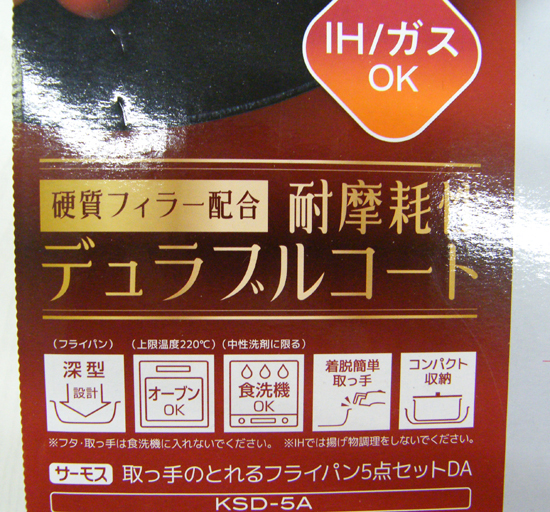 IH/ガス
OK
硬質フィラー配合 耐摩耗性
デュラブルコート
(フライパン) (上限温度220℃) (中性洗剤に限る)
深型
設計
オーブン
OK
食洗機
OK
着脱簡単
取っ手
コンパクト
収納
※フタ・取っ手は食洗機に入れないでください。 ※IHでは揚げ物調理をしないでください。
サーモス 取っ手のとれるフライパン5点セットDA
KSD-5A